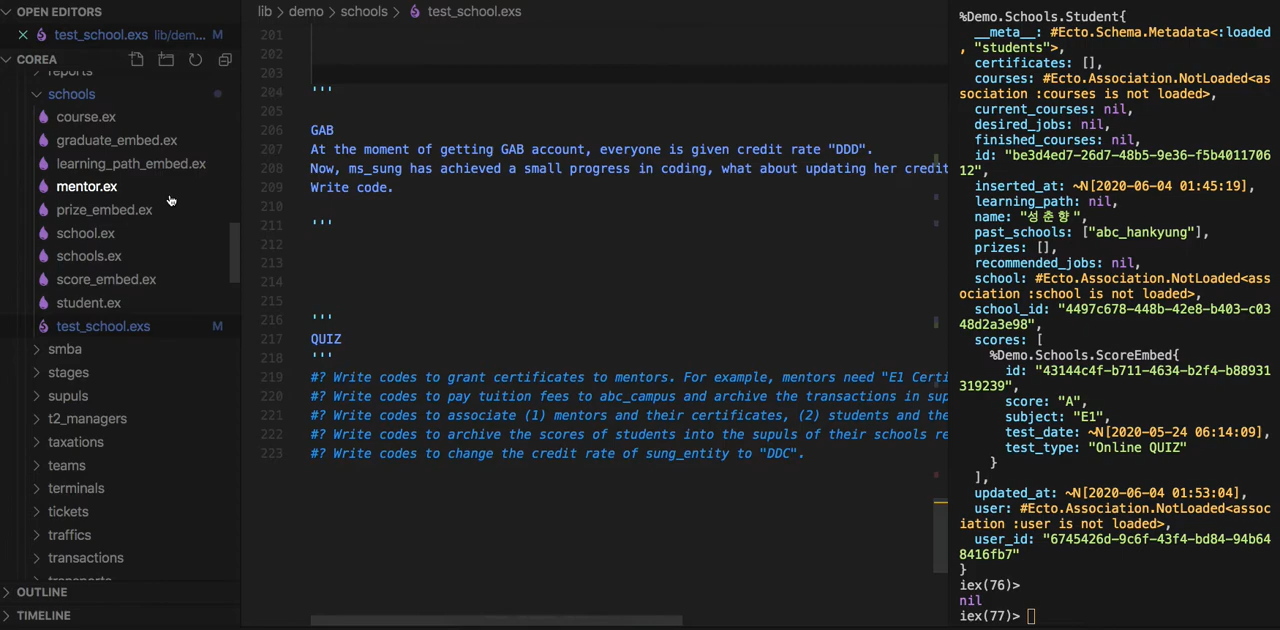 OPEN EDITORS
test_school.exs lib/dem... M
COREA
reports
schools
course.ex
graduate_embed.ex
learning_path_embed.ex
mentor.ex
prize_embed.ex
school.ex
schools.ex
score_embed.ex
student.ex
test_school.exs M
smba
stages
supuls
t2_managers
taxations
teams
terminals
tickets
traffics
transactions
transports
OUTLINE
TIMELINE
lib > demo > schools > test_school.exs
201
202
203
204 '''
205
206 GAB
207 At the moment of getting GAB account, everyone is given credit rate "DDD".
208 Now, ms_sung has achieved a small progress in coding, what about updating her credit
209 Write code.
210
211 '''
212
213
214
215
216 '''
217 QUIZ
218 '''
219 #? Write codes to grant certificates to mentors. For example, mentors need "E1 Certi
220 #? Write codes to pay tuition fees to abc_campus and archive the transactions in sup
221 #? Write codes to associate (1) mentors and their certificates, (2) students and the
222 #? Write codes to archive the scores of students into the supuls of their schools re
223 #? Write codes to change the credit rate of sung_entity to "DDC".
%Demo.Schools.Student{
__meta__: #Ecto.Schema.Metadata<:loaded
, "students">,
certificates: [],
courses: #Ecto.Association.NotLoaded<as
sociation :courses is not loaded>,
current_courses: nil,
desired_jobs: nil,
finished_courses: nil,
id: "be3d4ed7-26d7-48b5-9e36-f5b4011706
12",
inserted_at: ~N[2020-06-04 01:45:19],
learning_path: nil,
name: "성춘향",
past_schools: ["abc_hankyung"],
prizes: [],
recommended_jobs: nil,
school: #Ecto.Association.NotLoaded<ass
ociation :school is not loaded>,
school_id: "4497c678-448b-42e8-b403-c03
48d2a3e98",
scores: [
%Demo.Schools.ScoreEmbed{
id: "43144c4f-b711-4634-b2f4-b88931
319239",
score: "A",
subject: "E1",
test_date: ~N[2020-05-24 06:14:09],
test_type: "Online QUIZ"
}
],
updated_at: ~N[2020-06-04 01:53:04],
user: #Ecto.Association.NotLoaded<assoc
iation :user is not loaded>,
user_id: "6745426d-9c6f-43f4-bd84-94b64
8416fb7"
}
iex(76)>
nil
iex(77)>